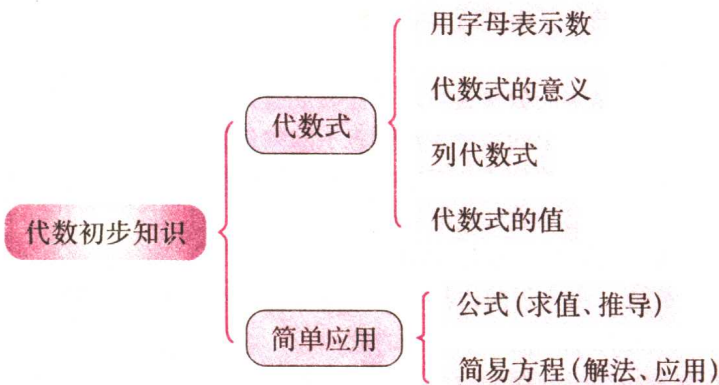 代数初步知识
代数式
用字母表示数
代数式的意义
列代数式
代数式的值
简单应用
公式(求值、推导)
简易方程(解法、应用)